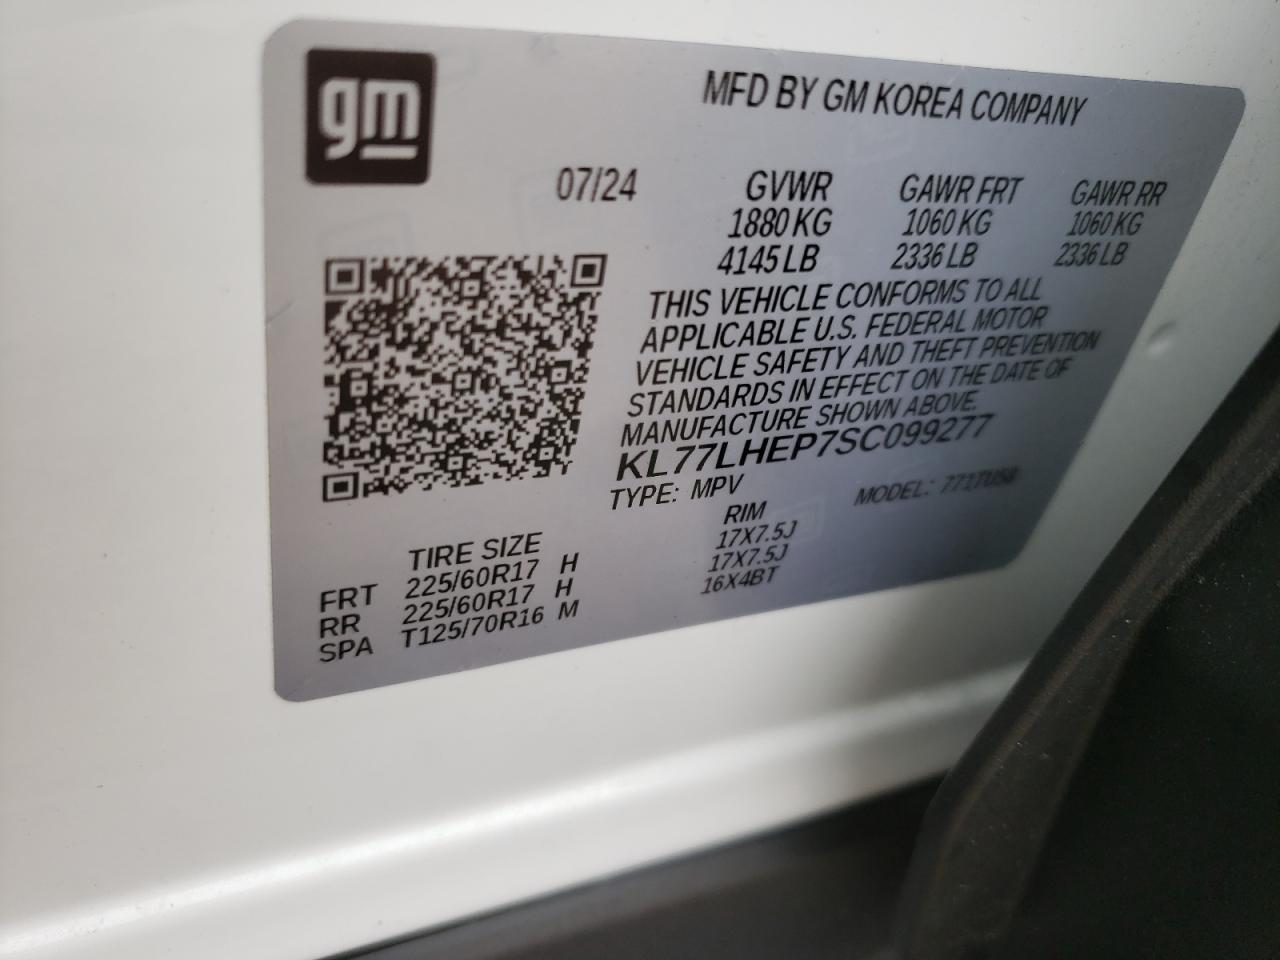 gm
MFD BY GM KOREA COMPANY
07/24 GVWR GAWR FRT GAWR RR
1880 KG 1060 KG 1060 KG
4145 LB 2336 LB 2336 LB
THIS VEHICLE CONFORMS TO ALL
APPLICABLE U.S. FEDERAL MOTOR
VEHICLE SAFETY AND THEFT PREVENTION
STANDARDS IN EFFECT ON THE DATE OF
MANUFACTURE SHOWN ABOVE.
KL77LHEP7SC099277
TYPE: MPV MODEL: 771TU58
TIRE SIZE RIM
FRT 225/60R17 H 17X7.5J
RR 225/60R17 H 17X7.5J
SPA T125/70R16 M 16X4BT